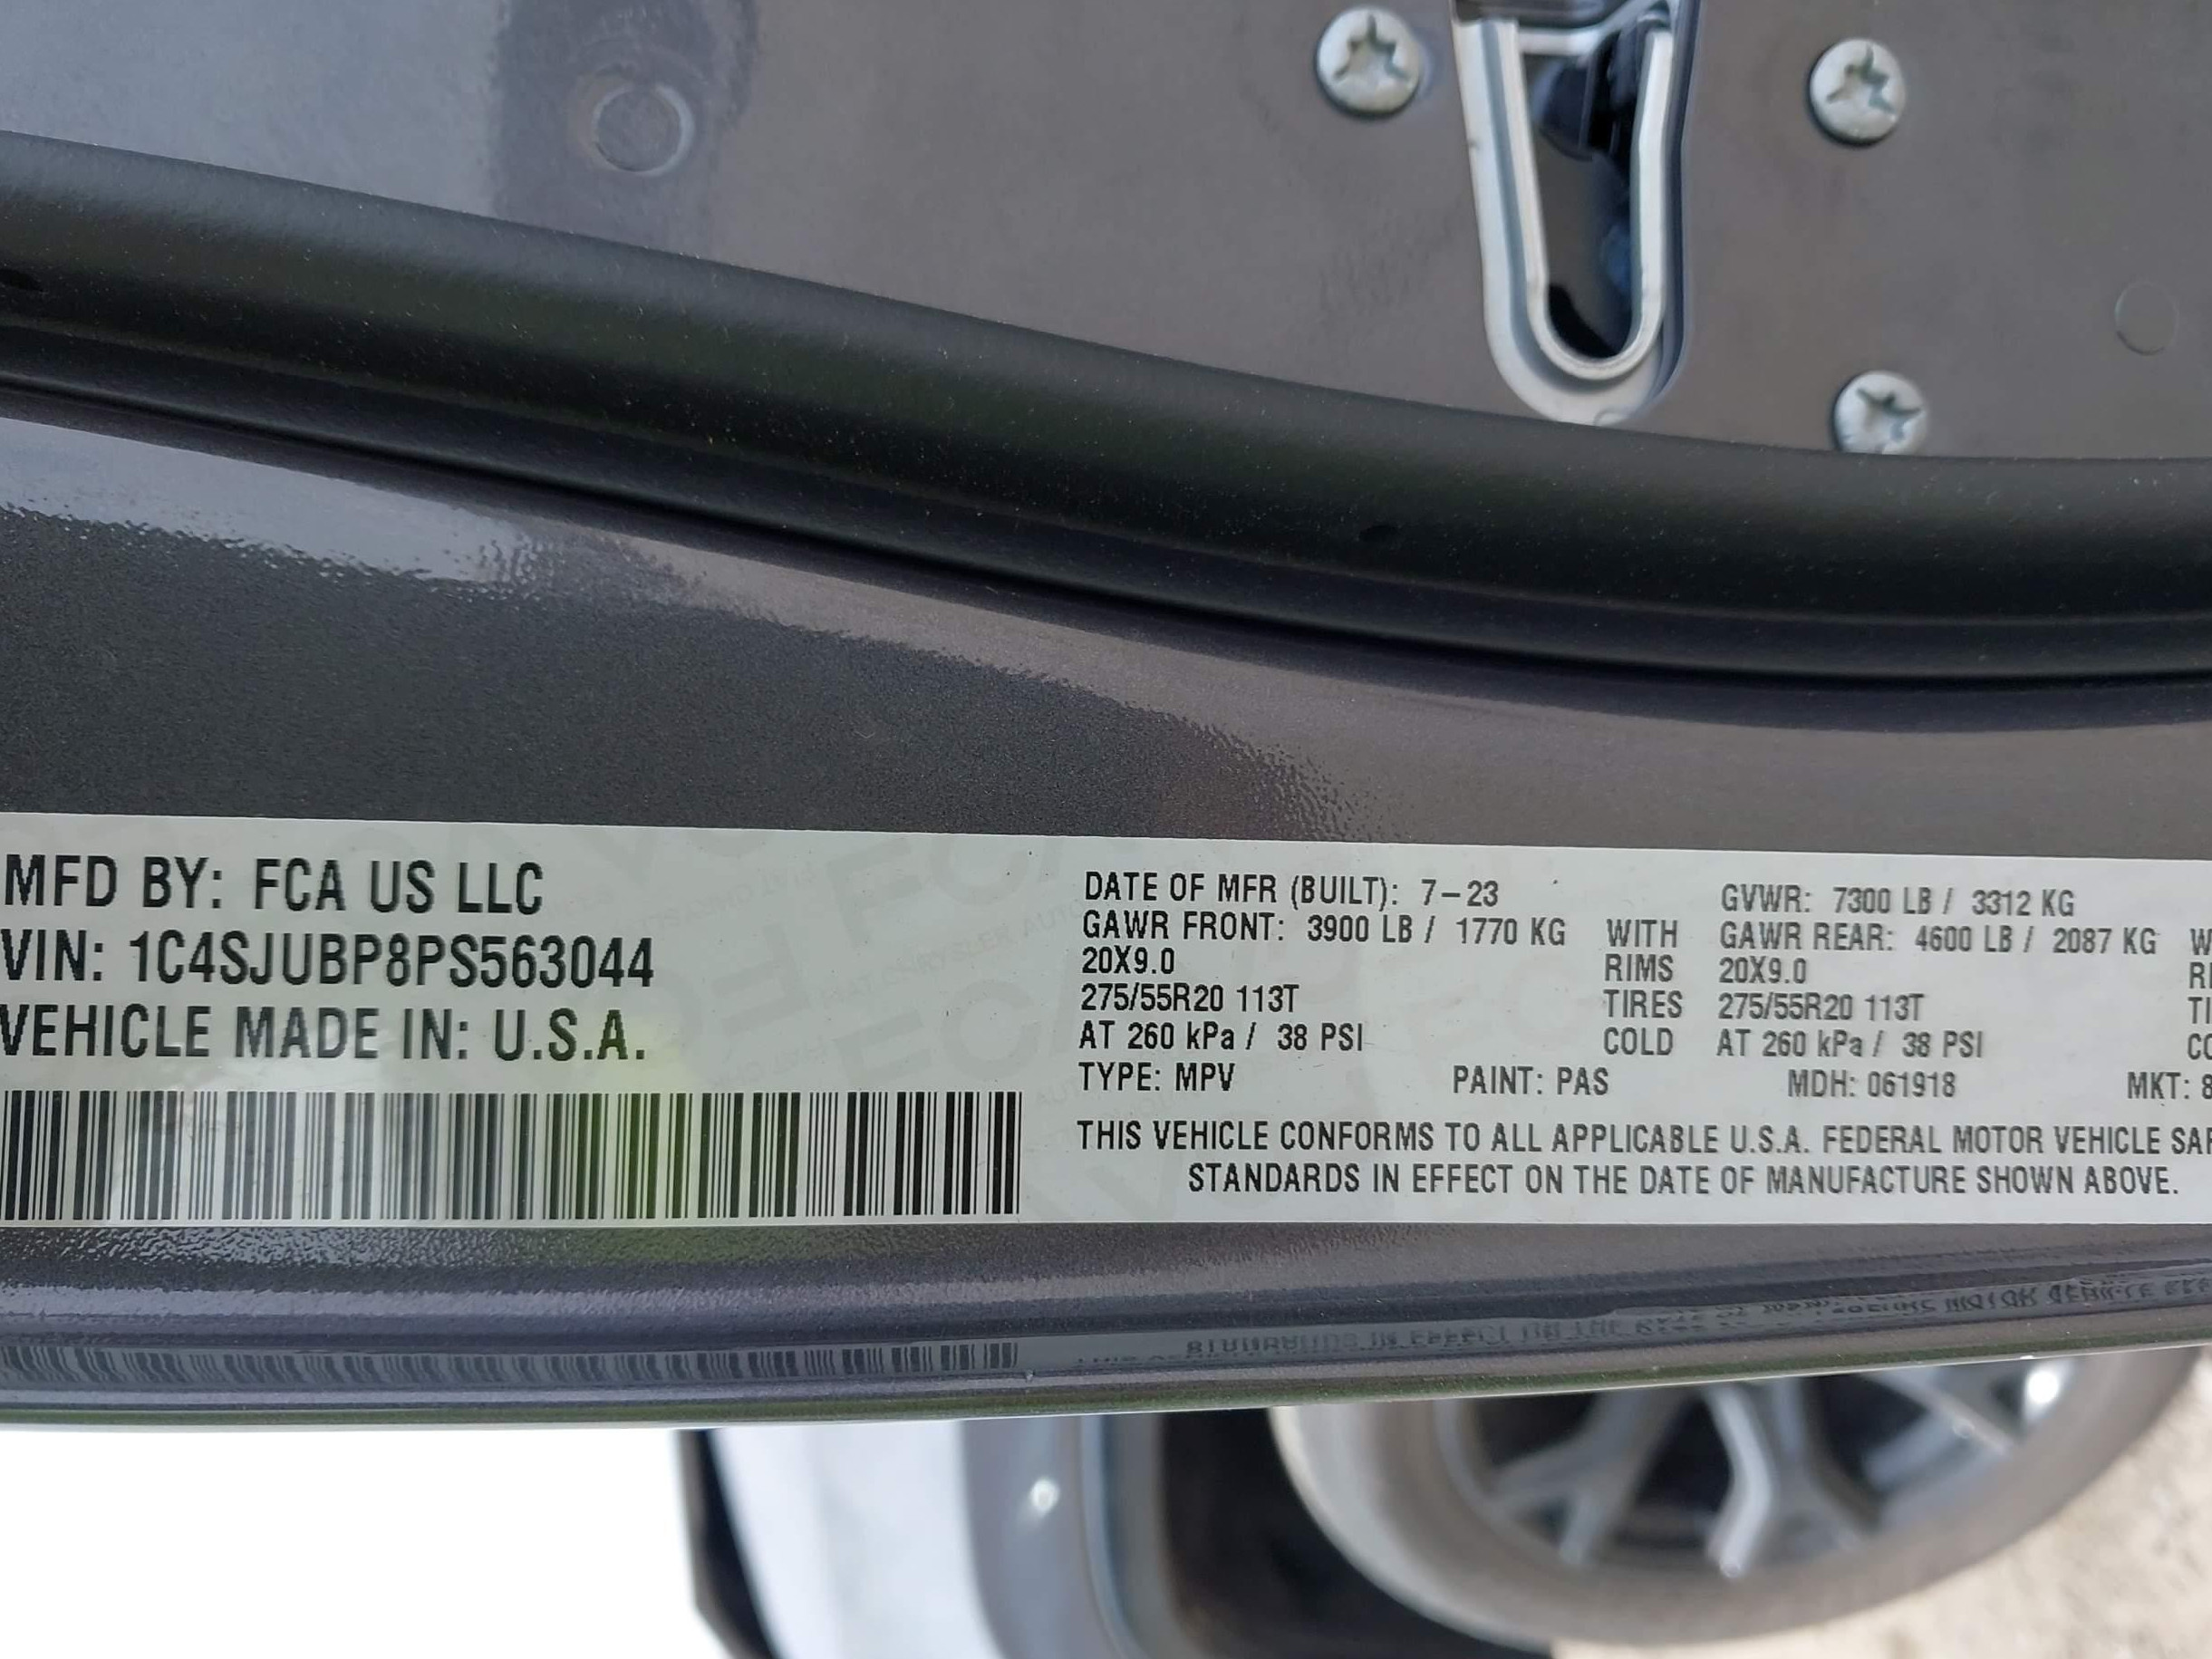 MFD BY: FCA US LLC
VIN: 1C4SJUBP8PS563044
VEHICLE MADE IN: U.S.A.
DATE OF MFR (BUILT): 7-23 GVWR: 7300 LB / 3312 KG
GAWR FRONT: 3900 LB / 1770 KG WITH GAWR REAR: 4600 LB / 2087 KG
20X9.0 RIMS 20X9.0
275/55R20 113T TIRES 275/55R20 113T
AT 260 kPa / 38 PSI COLD AT 260 kPa / 38 PSI
TYPE: MPV PAINT: PAS MDH: 061918 MKT: 8
THIS VEHICLE CONFORMS TO ALL APPLICABLE U.S.A. FEDERAL MOTOR VEHICLE
STANDARDS IN EFFECT ON THE DATE OF MANUFACTURE SHOWN ABOVE.